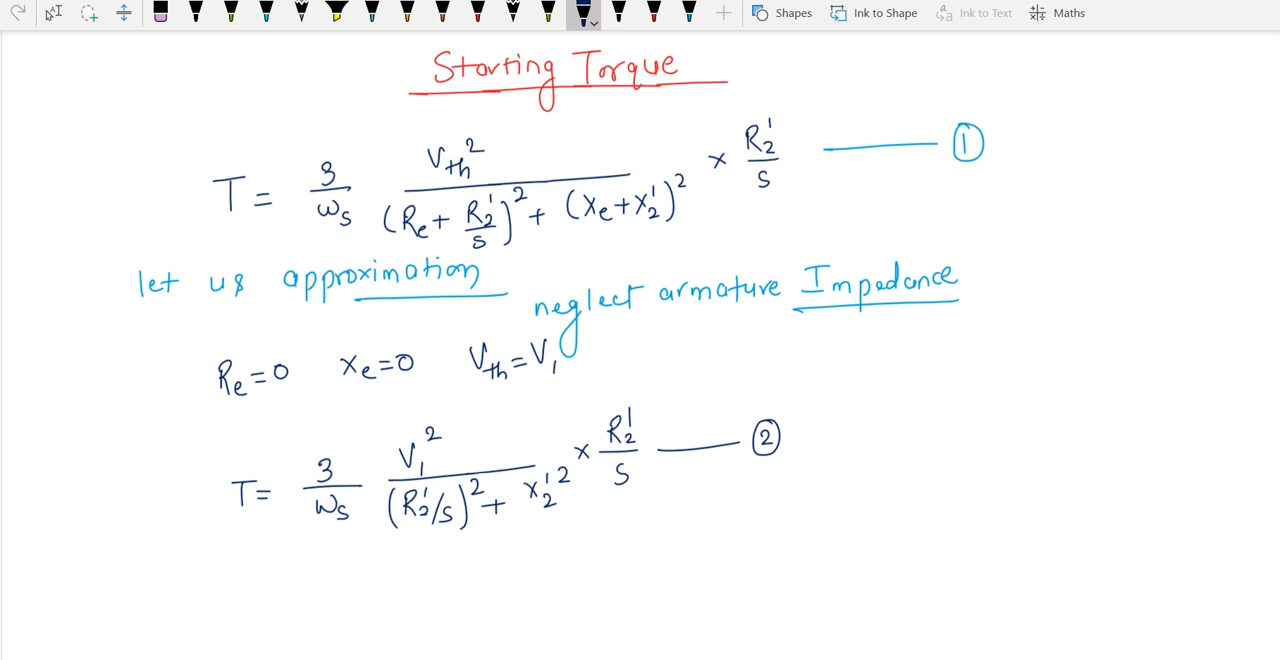 Shapes Ink to Shape Ink to Text Maths
Starting Torque
T = 3/ωs Vth²/((Re + R2'/s)² + (xe + x2')²) × R2'/s ——— ①
let us approximation
neglect armature Impedance
Re=0 xe=0 Vth=V1
T= 3/ωs V1²/((R2'/s)² + x2'²) × R2'/s ——— ②